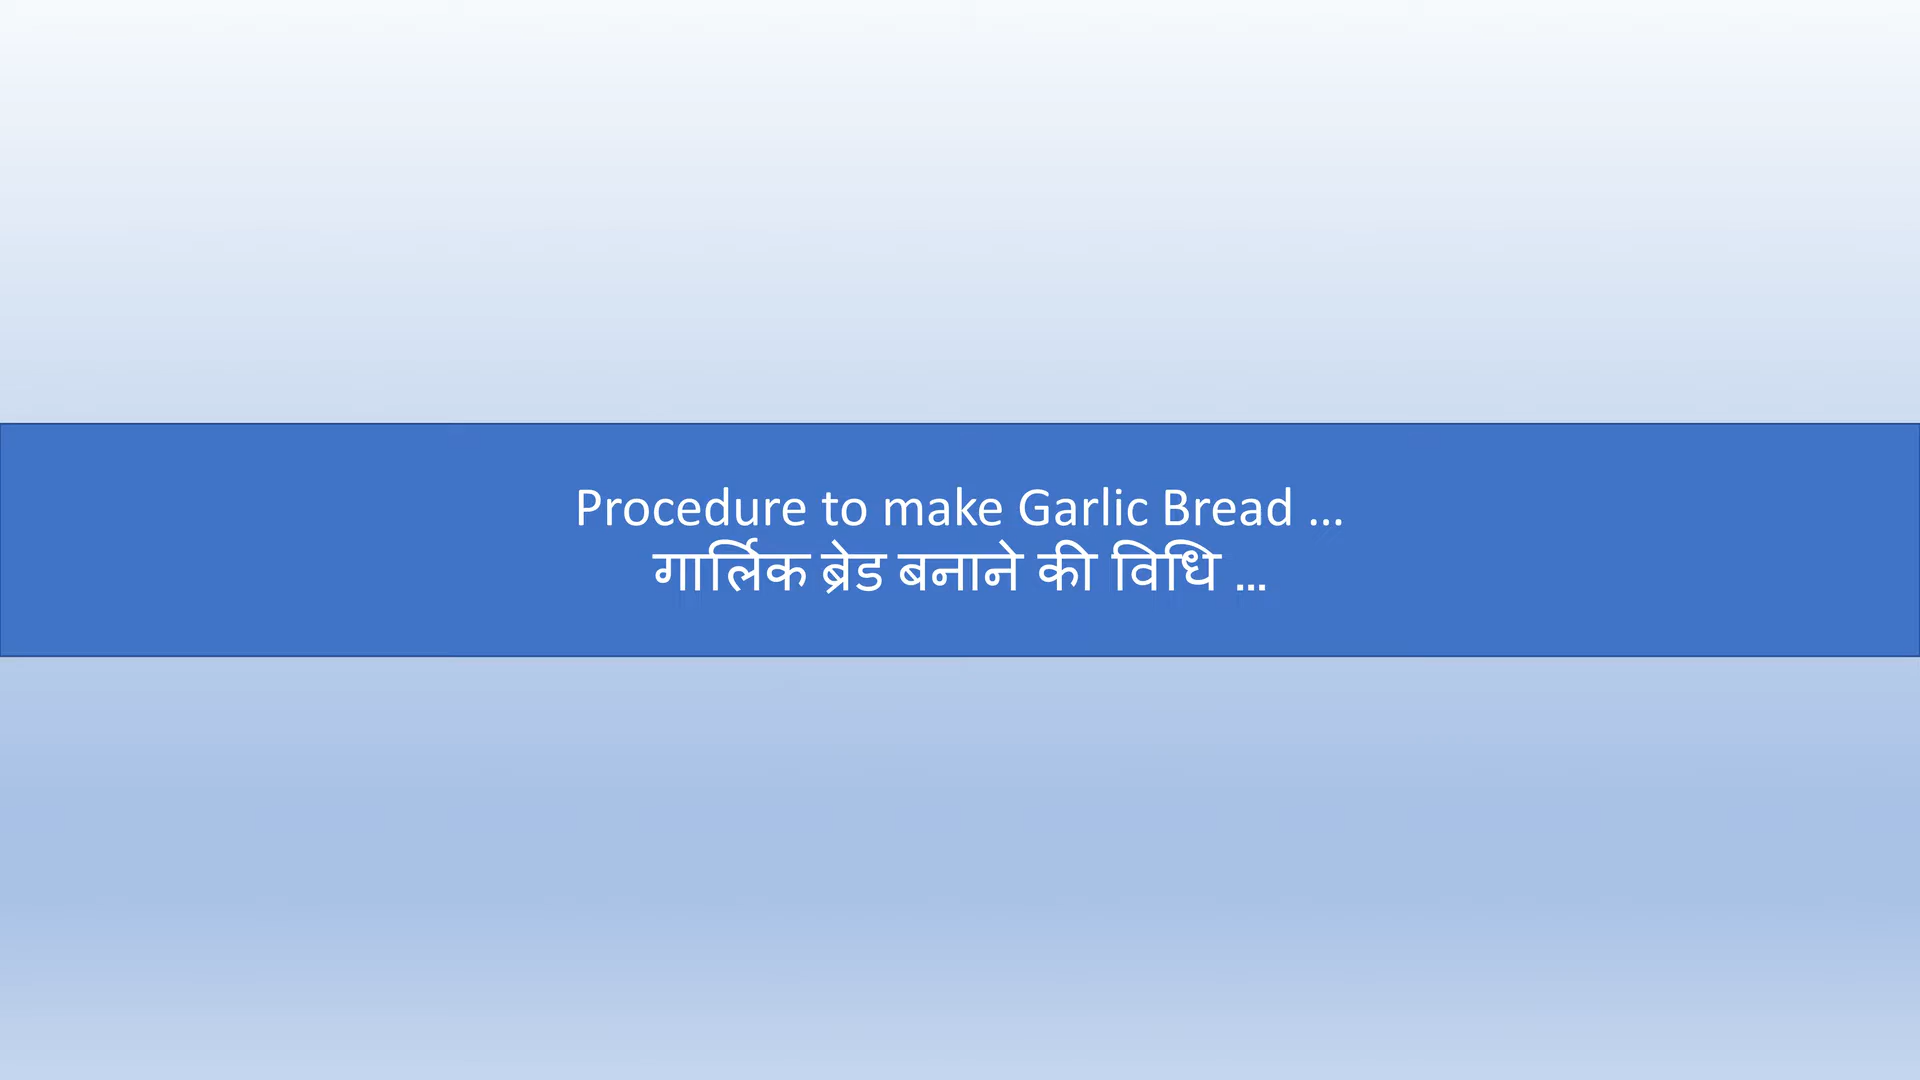 Procedure to make Garlic Bread ...
गार्लिक ब्रेड बनाने की विधि ...